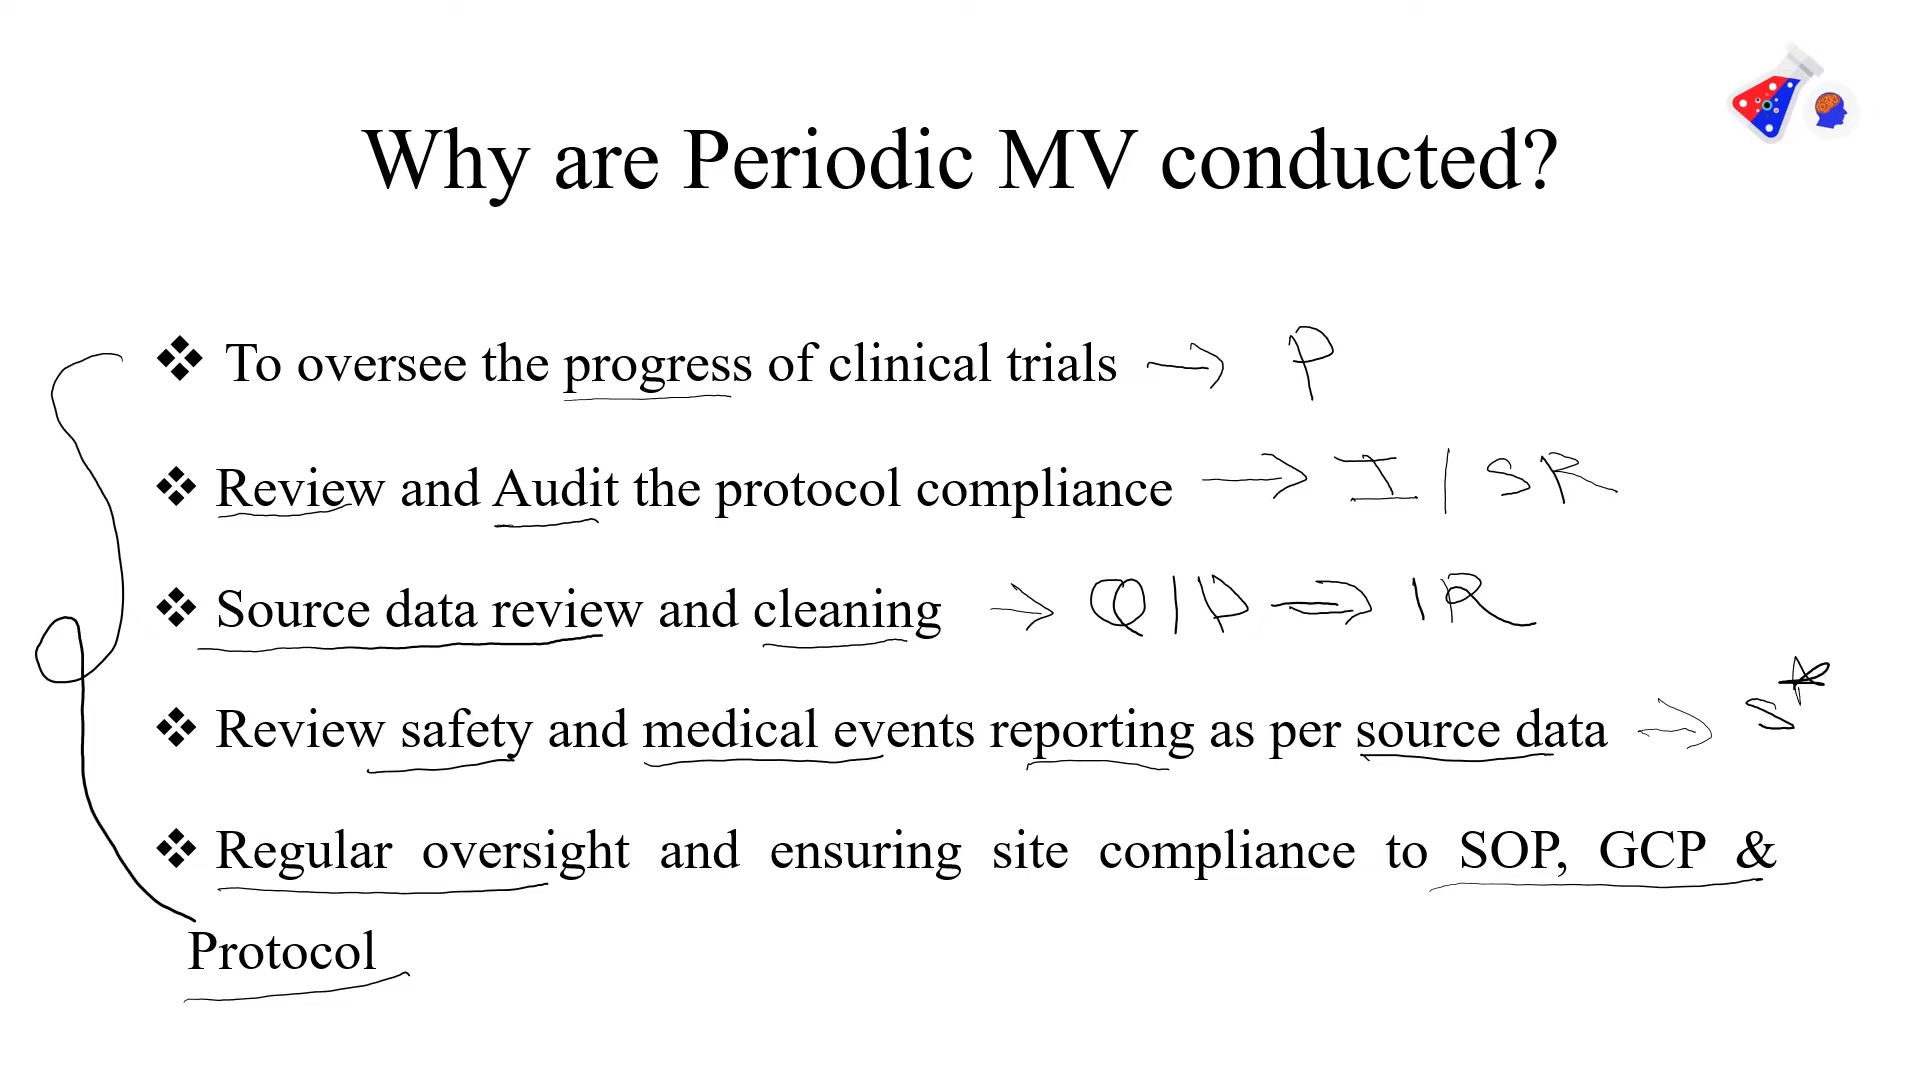 Why are Periodic MV conducted?
❖ To oversee the progress of clinical trials → P
❖ Review and Audit the protocol compliance → I / SR
❖ Source data review and cleaning → Q / D → IR
❖ Review safety and medical events reporting as per source data → S*
❖ Regular oversight and ensuring site compliance to SOP, GCP &
Protocol